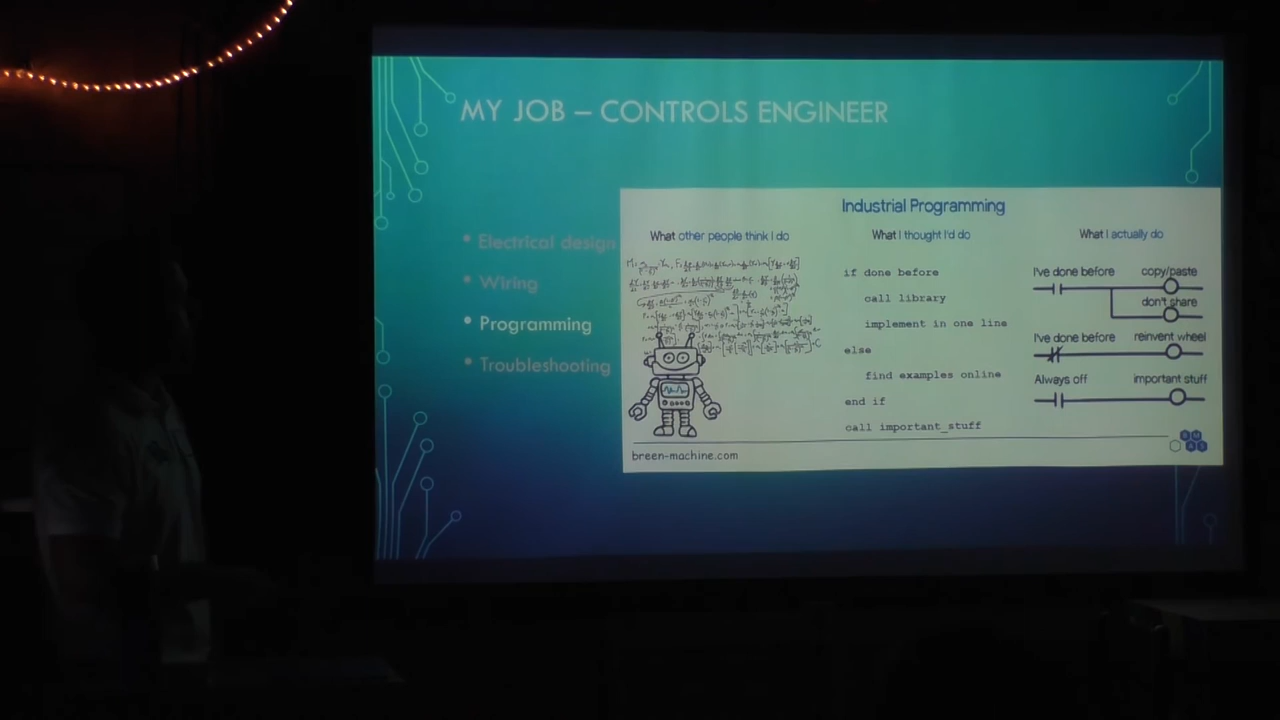 MY JOB – CONTROLS ENGINEER
• Electrical design
• Wiring
• Programming
• Troubleshooting
Industrial Programming
What other people think I do
What I thought I'd do
if done before
call library
implement in one line
else
find examples online
end if
call important_stuff
What I actually do
I've done before copy/paste
don't share
I've done before reinvent wheel
Always off important stuff
breen-machine.com